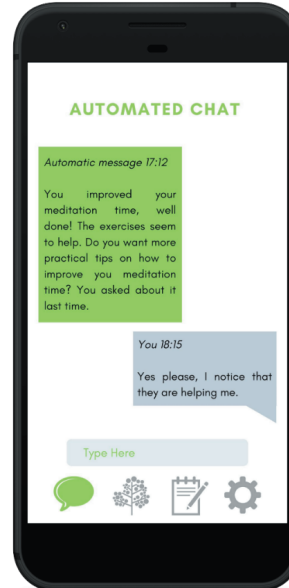 AUTOMATED CHAT
Automatic message 17:12
You improved your
meditation time, well
done! The exercises seem
to help. Do you want more
practical tips on how to
improve you meditation
time? You asked about it
last time.
You 18:15
Yes please, I notice that
they are helping me.
Type Here